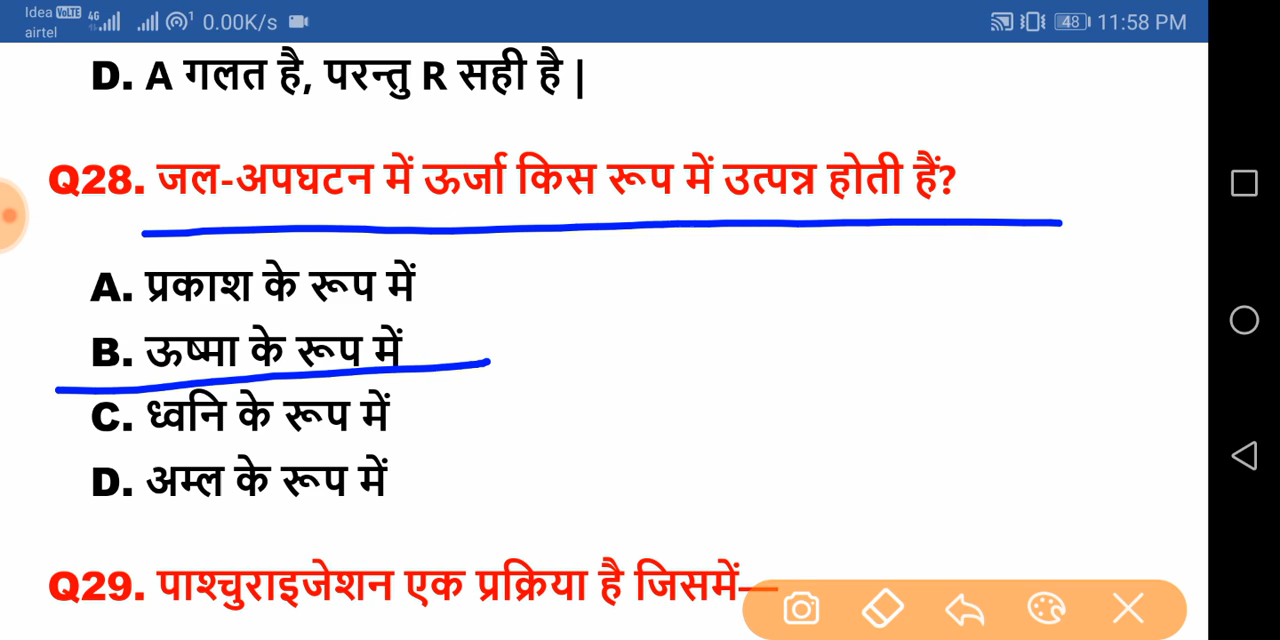 Idea VoLTE 4G 1 0.00K/s 48 11:58 PM
airtel
D. A गलत है, परन्तु R सही है |
Q28. जल-अपघटन में ऊर्जा किस रूप में उत्पन्न होती हैं?
A. प्रकाश के रूप में
B. ऊष्मा के रूप में
C. ध्वनि के रूप में
D. अम्ल के रूप में
Q29. पाश्चुराइजेशन एक प्रक्रिया है जिसमें—